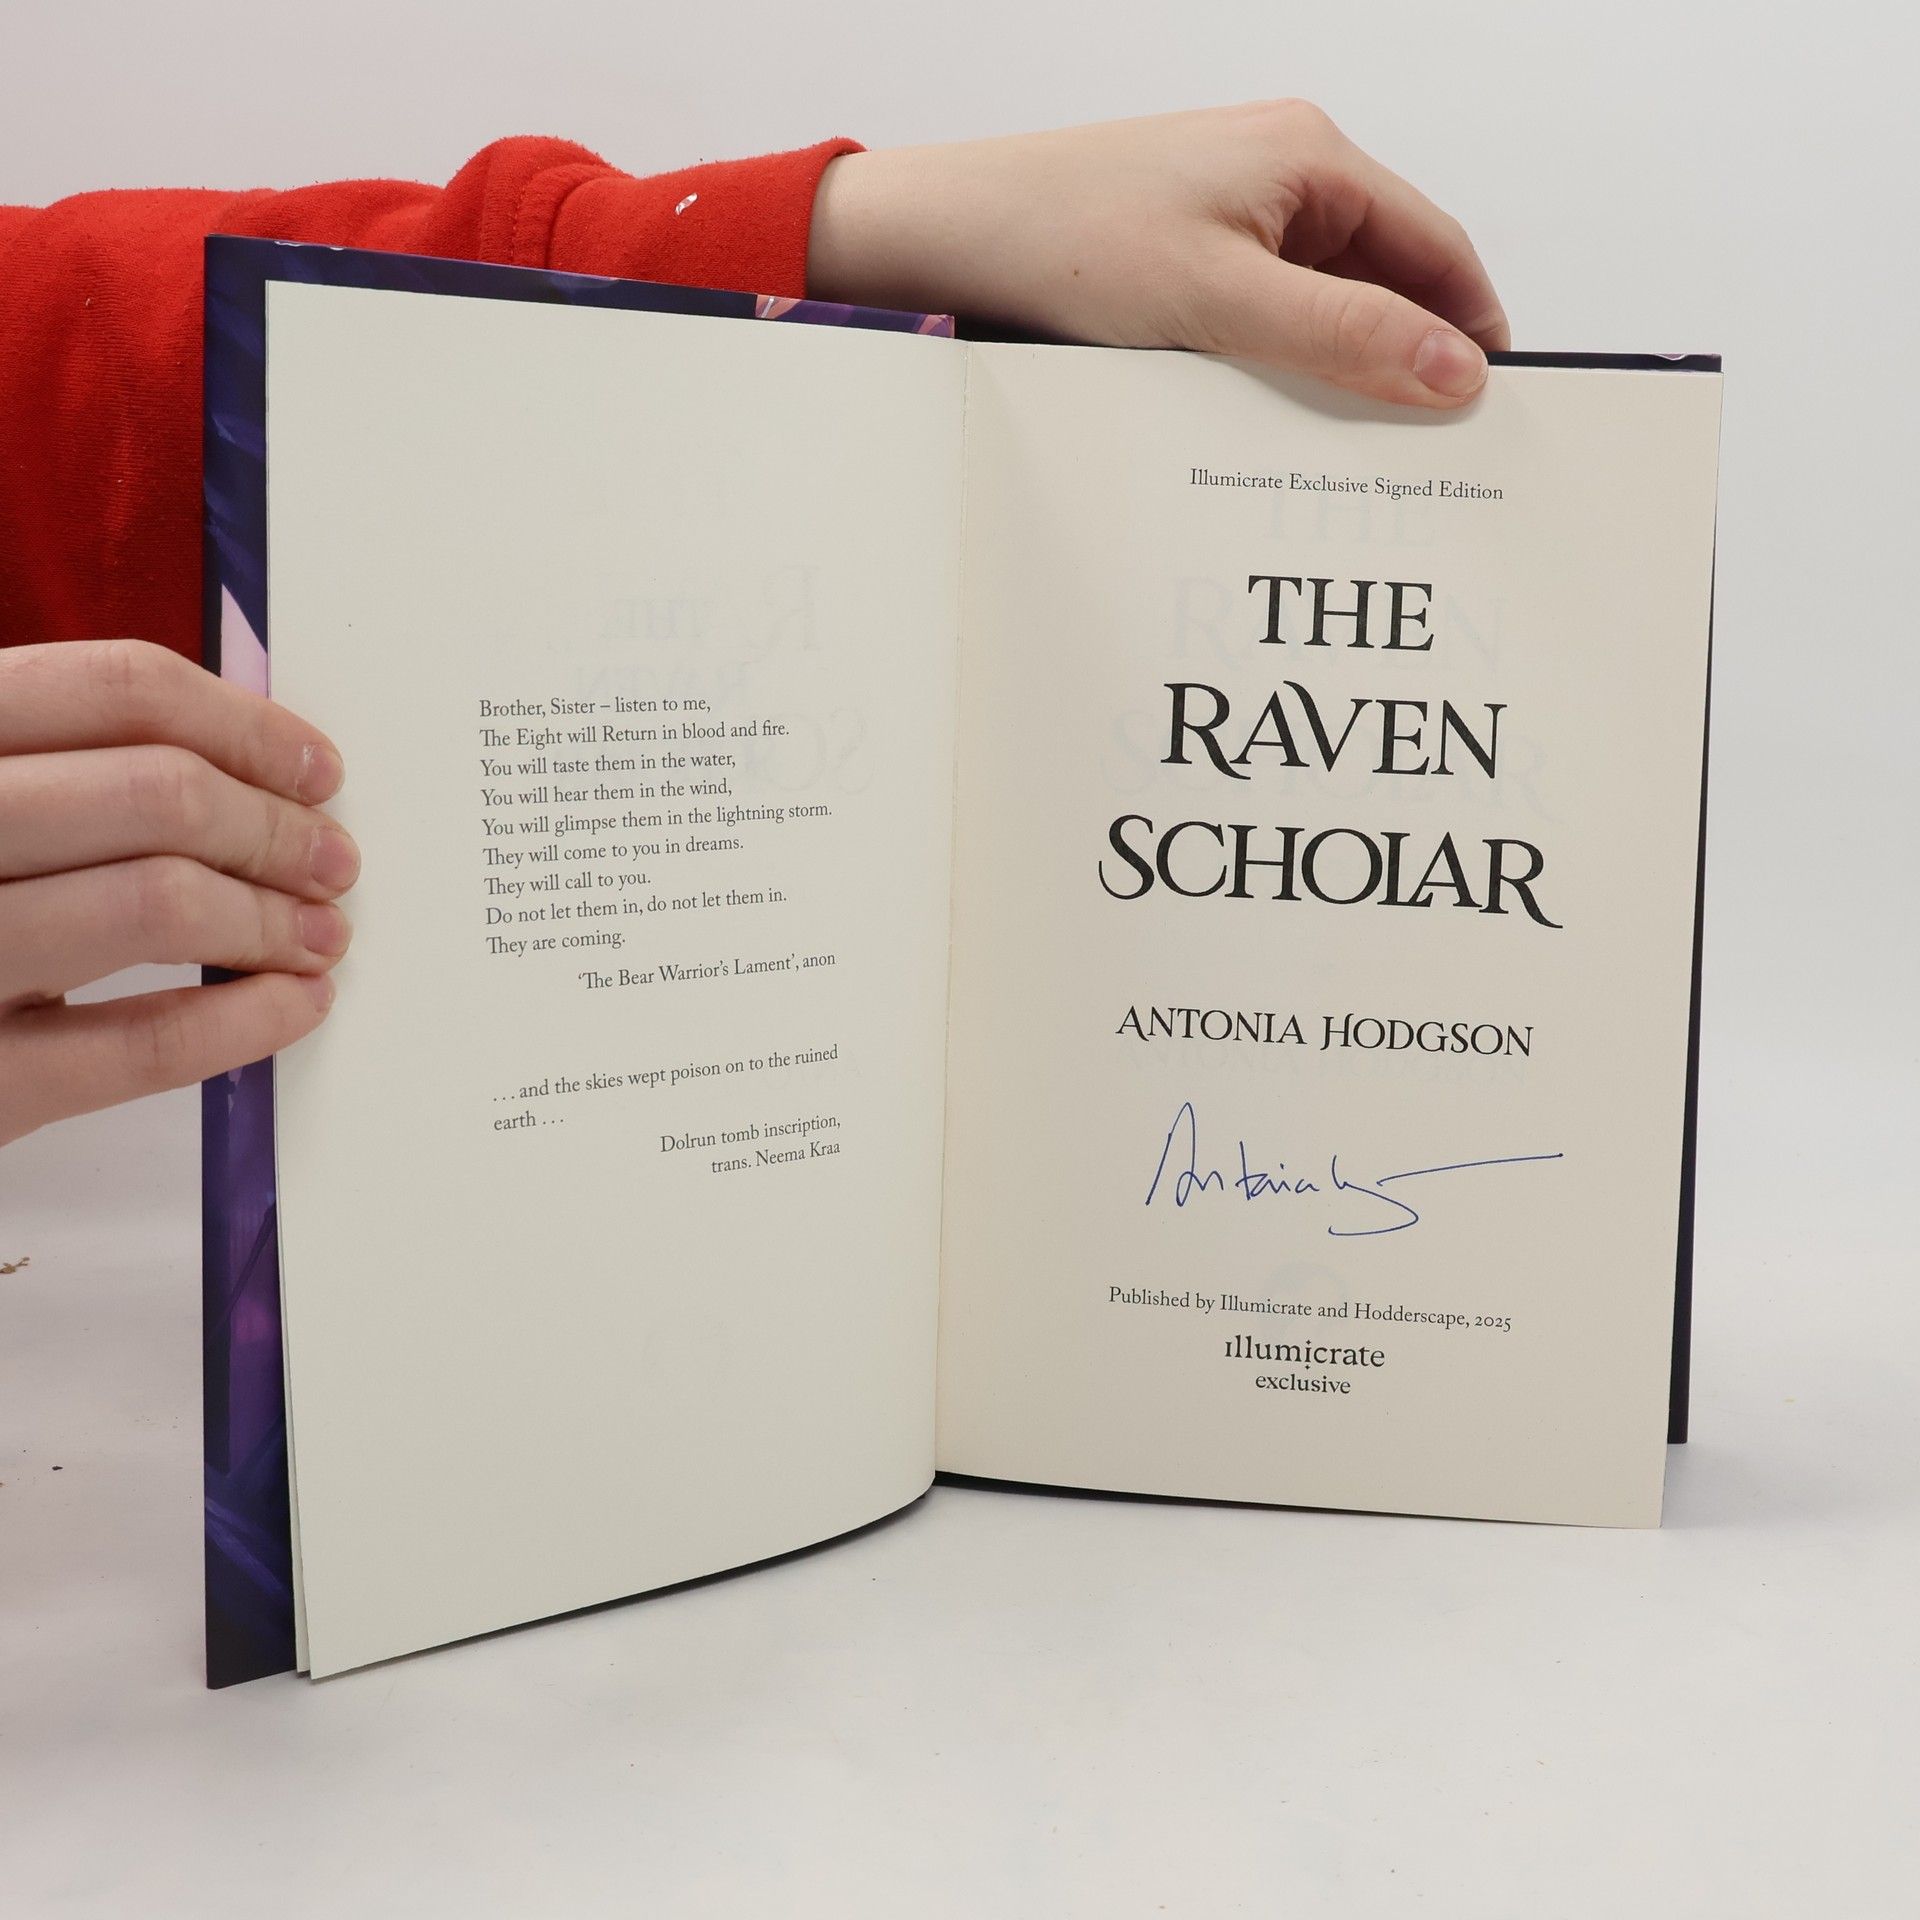 Brother, Sister – listen to me,
The Eight will Return in blood and fire.
You will taste them in the water,
You will hear them in the wind,
You will glimpse them in the lightning storm.
They will come to you in dreams.
They will call to you.
Do not let them in, do not let them in.
They are coming.
‘The Bear Warrior’s Lament’, anon
. . . and the skies wept poison on to the ruined
earth . . .
Dolrun tomb inscription,
trans. Neema Kraa
Illumicrate Exclusive Signed Edition
THE
RAVEN
SCHOLAR
ANTONIA HODGSON
Antonia
Published by Illumicrate and Hodderscape, 2025
illumicrate
exclusive